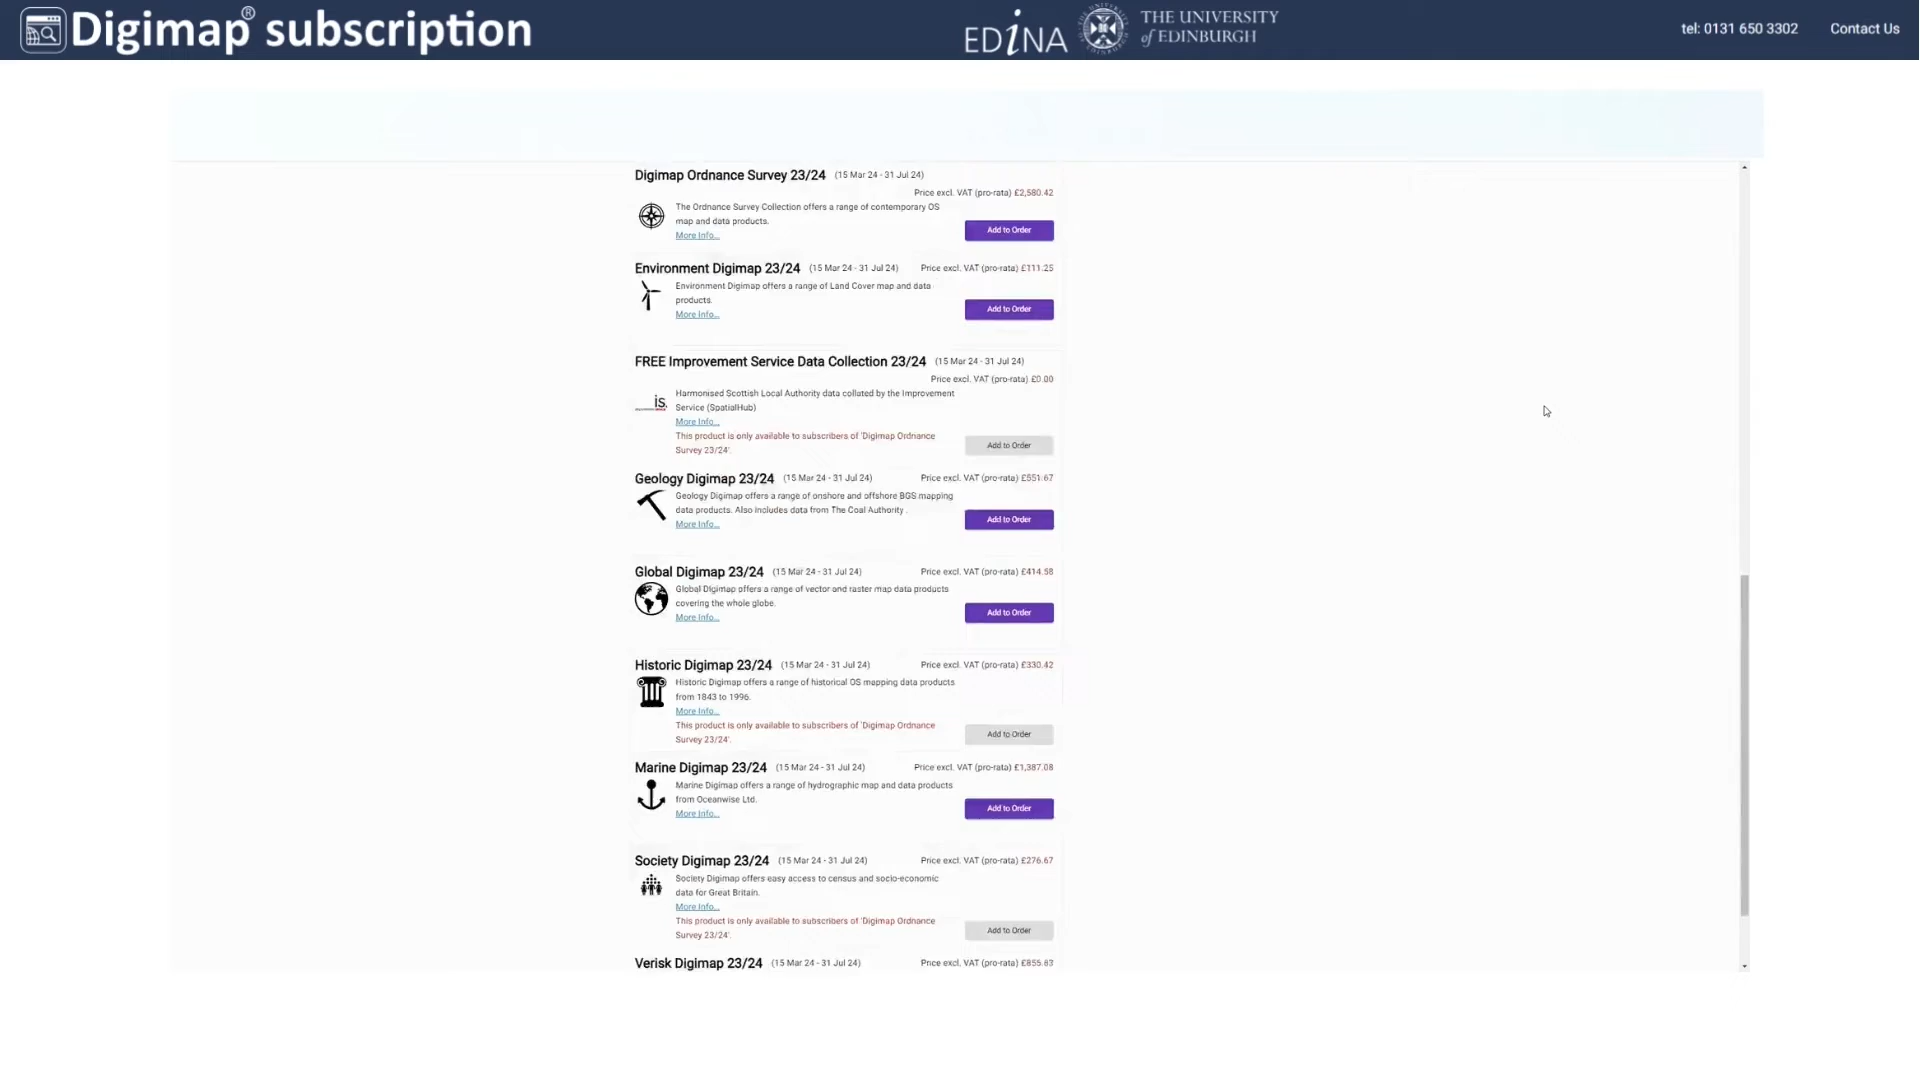 Digimap® subscription
EDINA
THE UNIVERSITY
of EDINBURGH
tel: 0131 650 3302
Contact Us
Digimap Ordnance Survey 23/24 (15 Mar 24 - 31 Jul 24)
Price excl. VAT (pro-rata) £2,580.42
The Ordnance Survey Collection offers a range of contemporary OS
map and data products.
More Info...
Add to Order
Environment Digimap 23/24 (15 Mar 24 - 31 Jul 24) Price excl. VAT (pro-rata) £111.25
Environment Digimap offers a range of Land Cover map and data
products.
More Info...
Add to Order
FREE Improvement Service Data Collection 23/24 (15 Mar 24 - 31 Jul 24)
Price excl. VAT (pro-rata) £0.00
is.
Harmonised Scottish Local Authority data collated by the Improvement
Service (SpatialHub)
More Info...
This product is only available to subscribers of 'Digimap Ordnance
Survey 23/24'.
Add to Order
Geology Digimap 23/24 (15 Mar 24 - 31 Jul 24) Price excl. VAT (pro-rata) £551.67
Geology Digimap offers a range of onshore and offshore BGS mapping
data products. Also includes data from The Coal Authority .
More Info...
Add to Order
Global Digimap 23/24 (15 Mar 24 - 31 Jul 24) Price excl. VAT (pro-rata) £414.58
Global Digimap offers a range of vector and raster map data products
covering the whole globe.
More Info...
Add to Order
Historic Digimap 23/24 (15 Mar 24 - 31 Jul 24) Price excl. VAT (pro-rata) £330.42
Historic Digimap offers a range of historical OS mapping data products
from 1843 to 1996.
More Info...
This product is only available to subscribers of 'Digimap Ordnance
Survey 23/24'.
Add to Order
Marine Digimap 23/24 (15 Mar 24 - 31 Jul 24) Price excl. VAT (pro-rata) £1,387.08
Marine Digimap offers a range of hydrographic map and data products
from Oceanwise Ltd.
More Info...
Add to Order
Society Digimap 23/24 (15 Mar 24 - 31 Jul 24) Price excl. VAT (pro-rata) £276.67
Society Digimap offers easy access to census and socio-economic
data for Great Britain.
More Info...
This product is only available to subscribers of 'Digimap Ordnance
Survey 23/24'.
Add to Order
Verisk Digimap 23/24 (15 Mar 24 - 31 Jul 24) Price excl. VAT (pro-rata) £855.83